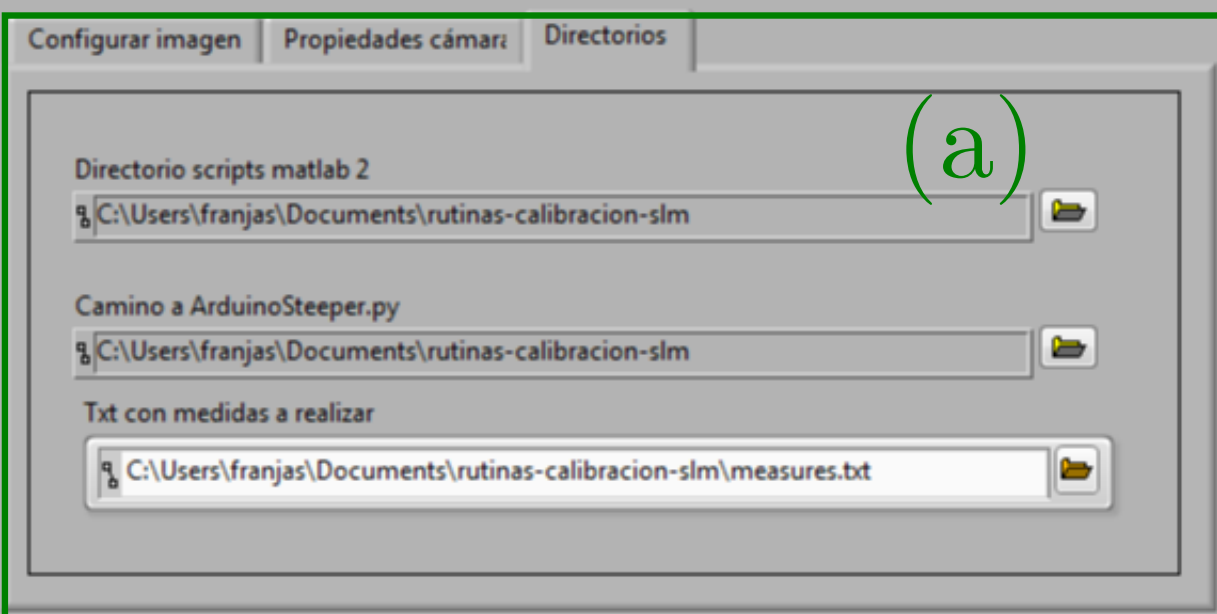 Configurar imagen Propiedades cámara Directorios
(a)
Directorio scripts matlab 2
C:\Users\franjas\Documents\rutinas-calibracion-slm
Camino a ArduinoSteeper.py
C:\Users\franjas\Documents\rutinas-calibracion-slm
Txt con medidas a realizar
C:\Users\franjas\Documents\rutinas-calibracion-slm\measures.txt